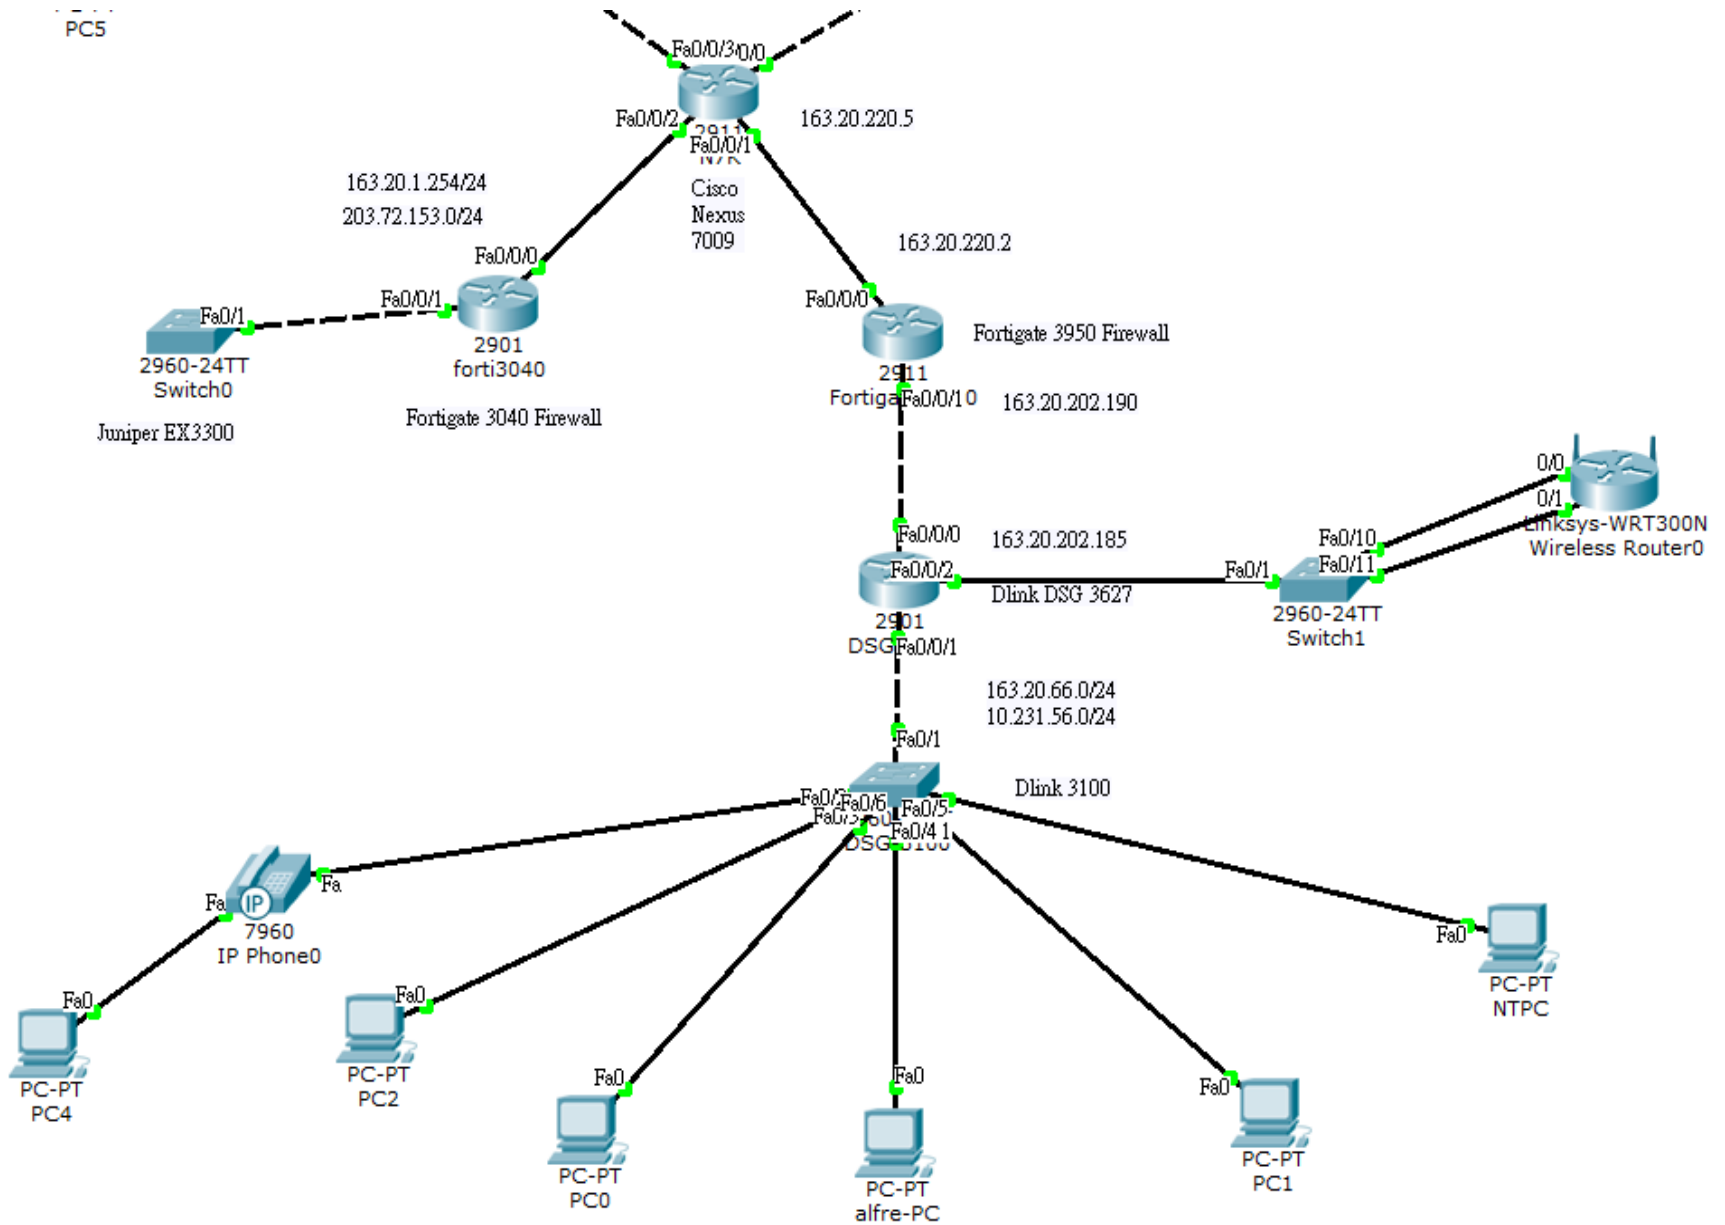 PC5
Fa0/0/3
0/0
Fa0/0/2
2911
Fa0/0/1
163.20.220.5
Cisco
Nexus
7009
163.20.1.254/24
203.72.153.0/24
Fa0/0/0
163.20.220.2
Fa0/0/0
Fa0/0/1
Fa0/1
2960-24TT
Switch0
Juniper EX3300
2901
forti3040
Fortigate 3040 Firewall
Fortigate 3950 Firewall
2911
Fa0/0/10
163.20.202.190
Fa0/0/0
163.20.202.185
Fa0/0/2
Dlink DSG 3627
2901
DSG
Fa0/0/1
Fa0/1
Fa0/10
Fa0/11
0/0
0/1
Linksys-WRT300N
Wireless Router0
2960-24TT
Switch1
163.20.66.0/24
10.231.56.0/24
Fa0/1
Dlink 3100
Fa0/6
Fa0/5
Fa0/4
Fa
Fa
7960
IP Phone0
Fa0
PC-PT
PC4
Fa0
PC-PT
PC2
Fa0
PC-PT
PC0
Fa0
PC-PT
alfre-PC
Fa0
PC-PT
PC1
Fa0
PC-PT
NTPC